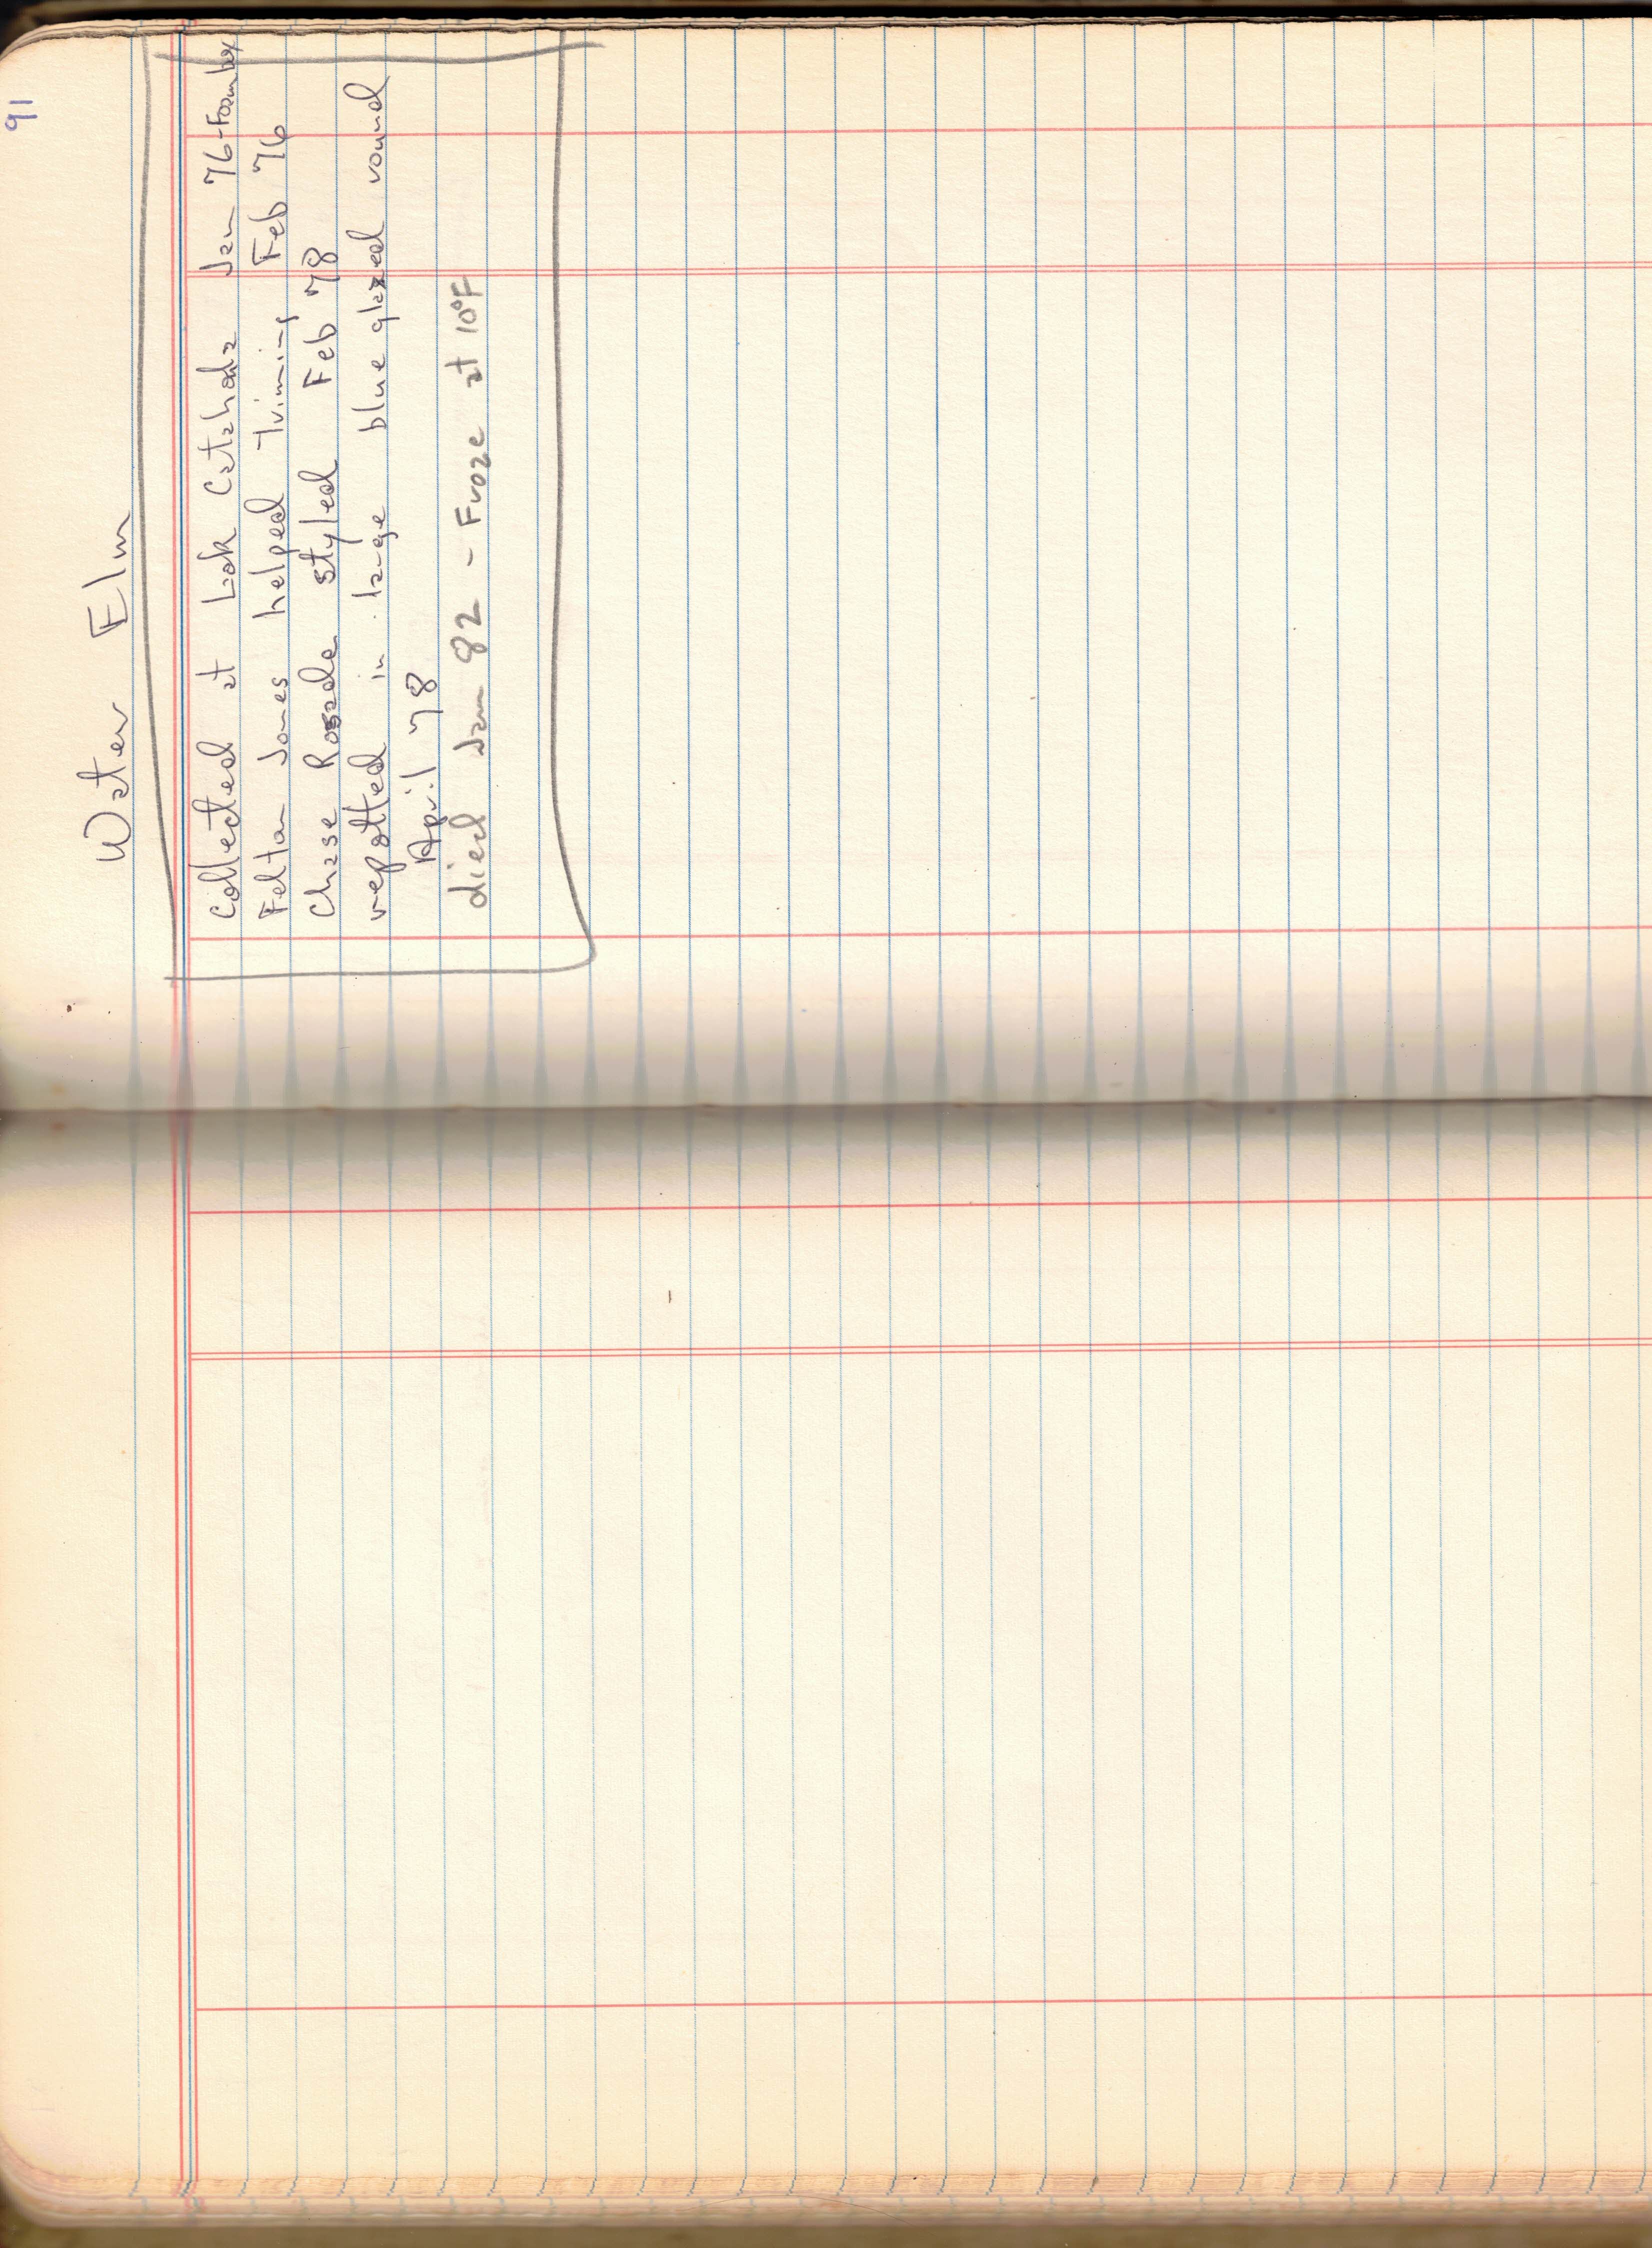 91
Water Elm
Collected at Lak Catahoula Jan 76-Foam box
Felton Jones helped Triming Feb 76
Chase Rosade styled Feb 78
repotted in large blue glazed round
April 78
died Jan 82 - Froze at 10°F